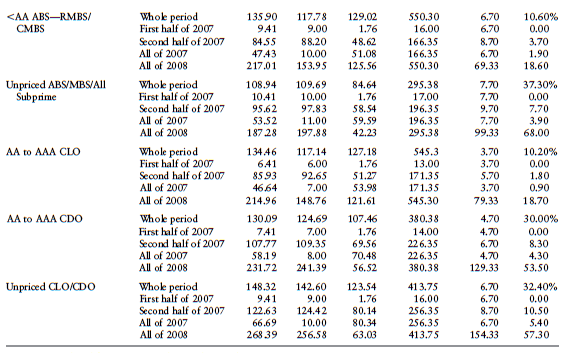 <AA ABS—RMBS/ Whole period 135.90 117.78 129.02 550.30 6.70 10.60%
CMBS First half of 2007 9.41 9.00 1.76 16.00 6.70 0.00
Second half of 2007 84.55 88.20 48.62 166.35 8.70 3.70
All of 2007 47.43 10.00 51.08 166.35 6.70 1.90
All of 2008 217.01 153.95 125.56 550.30 69.33 18.60
Unpriced ABS/MBS/All Whole period 108.94 109.69 84.64 295.38 7.70 37.30%
Subprime First half of 2007 10.41 10.00 1.76 17.00 7.70 0.00
Second half of 2007 95.62 97.83 58.54 196.35 9.70 7.70
All of 2007 53.52 11.00 59.59 196.35 7.70 3.90
All of 2008 187.28 197.88 42.23 295.38 99.33 68.00
AA to AAA CLO Whole period 134.46 117.14 127.18 545.3 3.70 10.20%
First half of 2007 6.41 6.00 1.76 13.00 3.70 0.00
Second half of 2007 85.93 92.65 51.27 171.35 5.70 1.80
All of 2007 46.64 7.00 53.98 171.35 3.70 0.90
All of 2008 214.96 148.76 121.61 545.30 79.33 18.70
AA to AAA CDO Whole period 130.09 124.69 107.46 380.38 4.70 30.00%
First half of 2007 7.41 7.00 1.76 14.00 4.70 0.00
Second half of 2007 107.77 109.35 69.56 226.35 6.70 8.30
All of 2007 58.19 8.00 70.48 226.35 4.70 4.30
All of 2008 231.72 241.39 56.52 380.38 129.33 53.50
Unpriced CLO/CDO Whole period 148.32 142.60 123.54 413.75 6.70 32.40%
First half of 2007 9.41 9.00 1.76 16.00 6.70 0.00
Second half of 2007 122.63 124.42 80.14 256.35 8.70 10.50
All of 2007 66.69 10.00 80.34 256.35 6.70 5.40
All of 2008 268.39 256.58 63.03 413.75 154.33 57.30